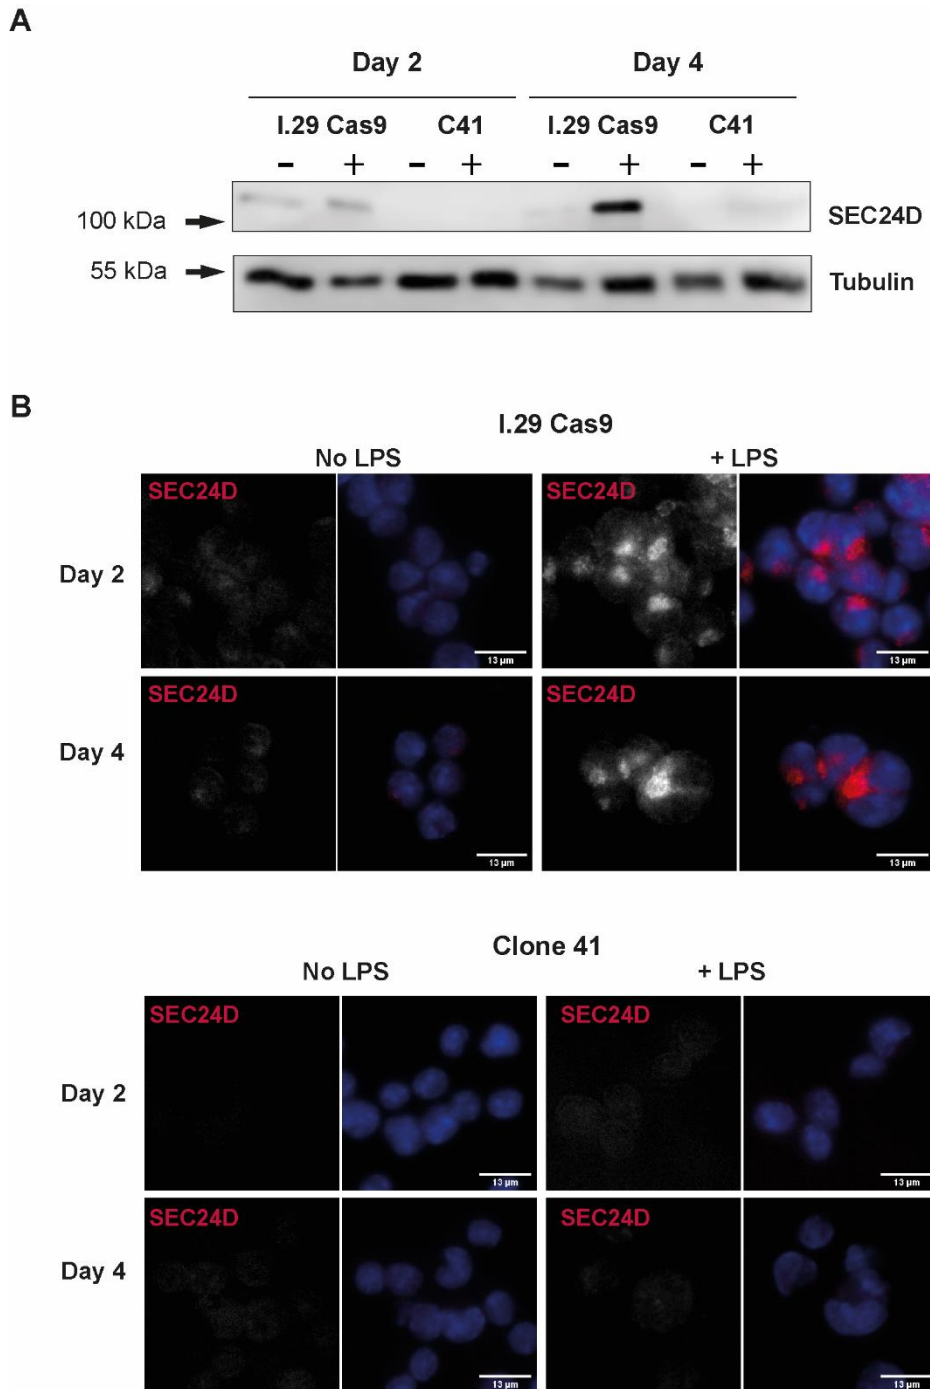 A
Day 2 Day 4
I.29 Cas9 C41 I.29 Cas9 C41
- + - + - + - +
100 kDa SEC24D
55 kDa Tubulin
B
I.29 Cas9
No LPS + LPS
SEC24D SEC24D
Day 2
13 µm 13 µm
SEC24D SEC24D
Day 4
13 µm 13 µm
Clone 41
No LPS + LPS
SEC24D SEC24D
Day 2
13 µm 13 µm
SEC24D SEC24D
Day 4
13 µm 13 µm